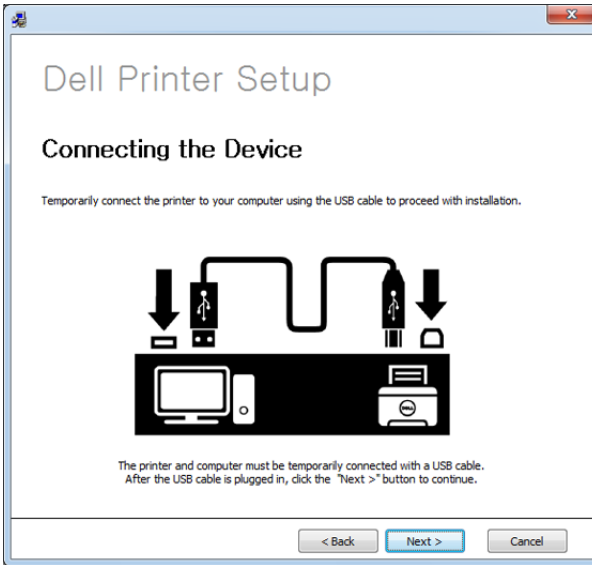 Dell Printer Setup
Connecting the Device
Temporarily connect the printer to your computer using the USB cable to proceed with installation.
DELL
The printer and computer must be temporarily connected with a USB cable.
After the USB cable is plugged in, click the "Next >" button to continue.
< Back
Next >
Cancel